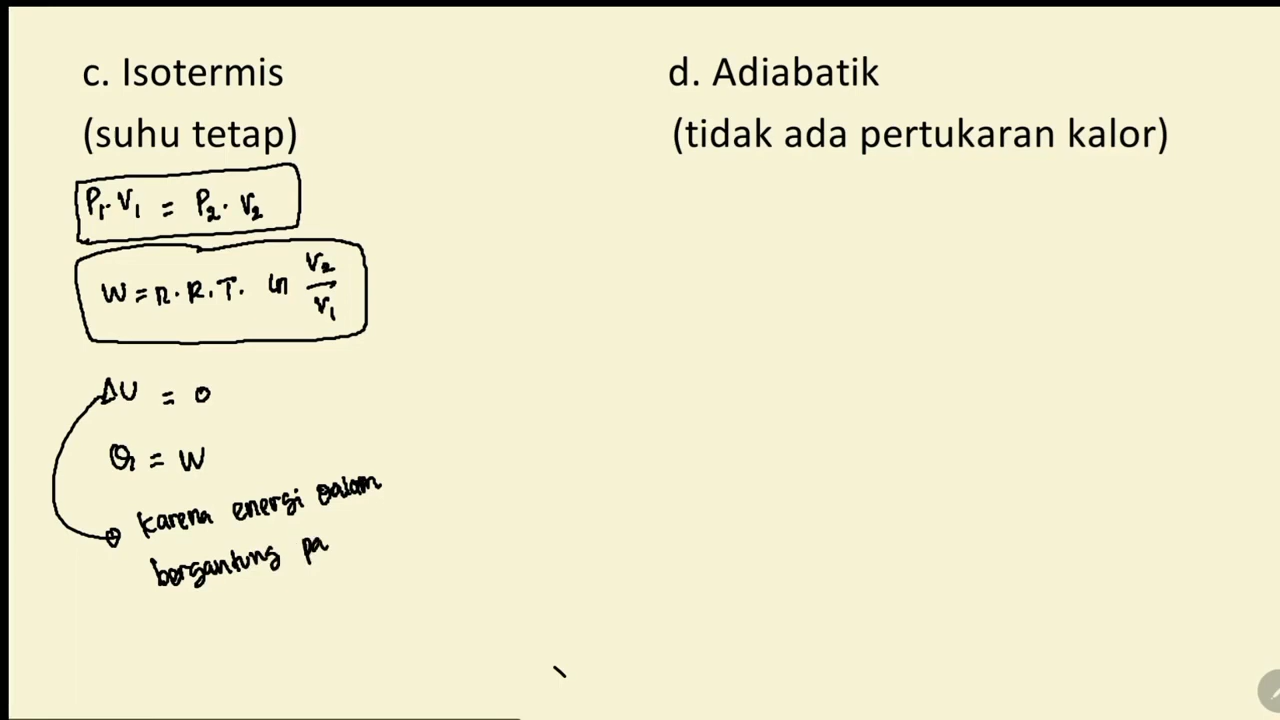 c. Isotermis
(suhu tetap)
P₁.V₁ = P₂.V₂
W = n.R.T. ln V₂/V₁
ΔU = 0
Q = W
karena energi dalam
bergantung pa
d. Adiabatik
(tidak ada pertukaran kalor)